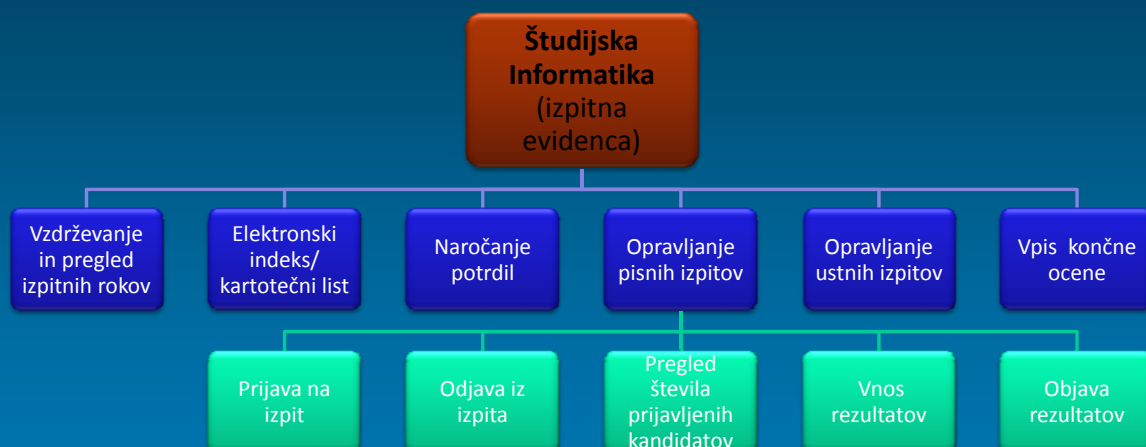 Študijska
Informatika
(izpitna
evidenca)
Vzdrževanje
in pregled
izpitnih rokov
Elektronski
indeks/
kartotečni list
Naročanje
potrdil
Opravljanje
pisnih izpitov
Opravljanje
ustnih izpitov
Vpis končne
ocene
Prijava na
izpit
Odjava iz
izpita
Pregled
števila
prijavljenih
kandidatov
Vnos
rezultatov
Objava
rezultatov